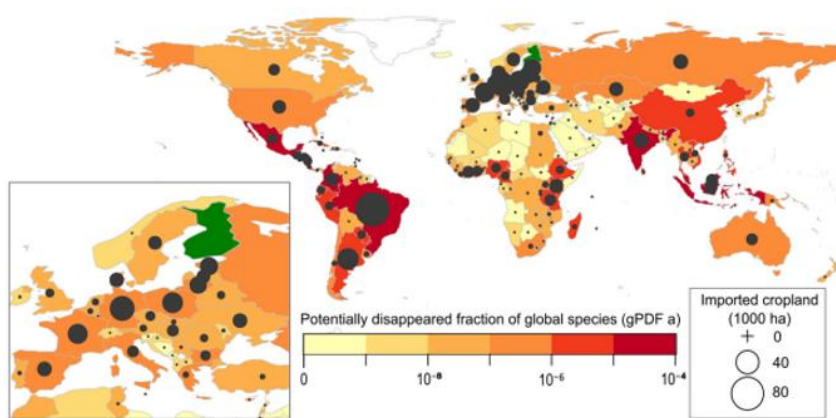 Potentially disappeared fraction of global species (gPDF a)
0 10⁻⁸ 10⁻⁶ 10⁻⁴
Imported cropland
(1000 ha)
0
40
80